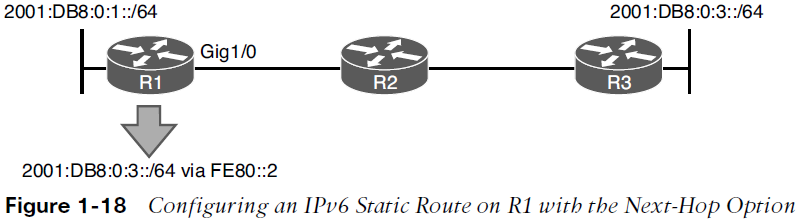 2001:DB8:0:1::/64
2001:DB8:0:3::/64
Gig1/0
R1
R2
R3
2001:DB8:0:3::/64 via FE80::2
Figure 1-18 Configuring an IPv6 Static Route on R1 with the Next-Hop Option